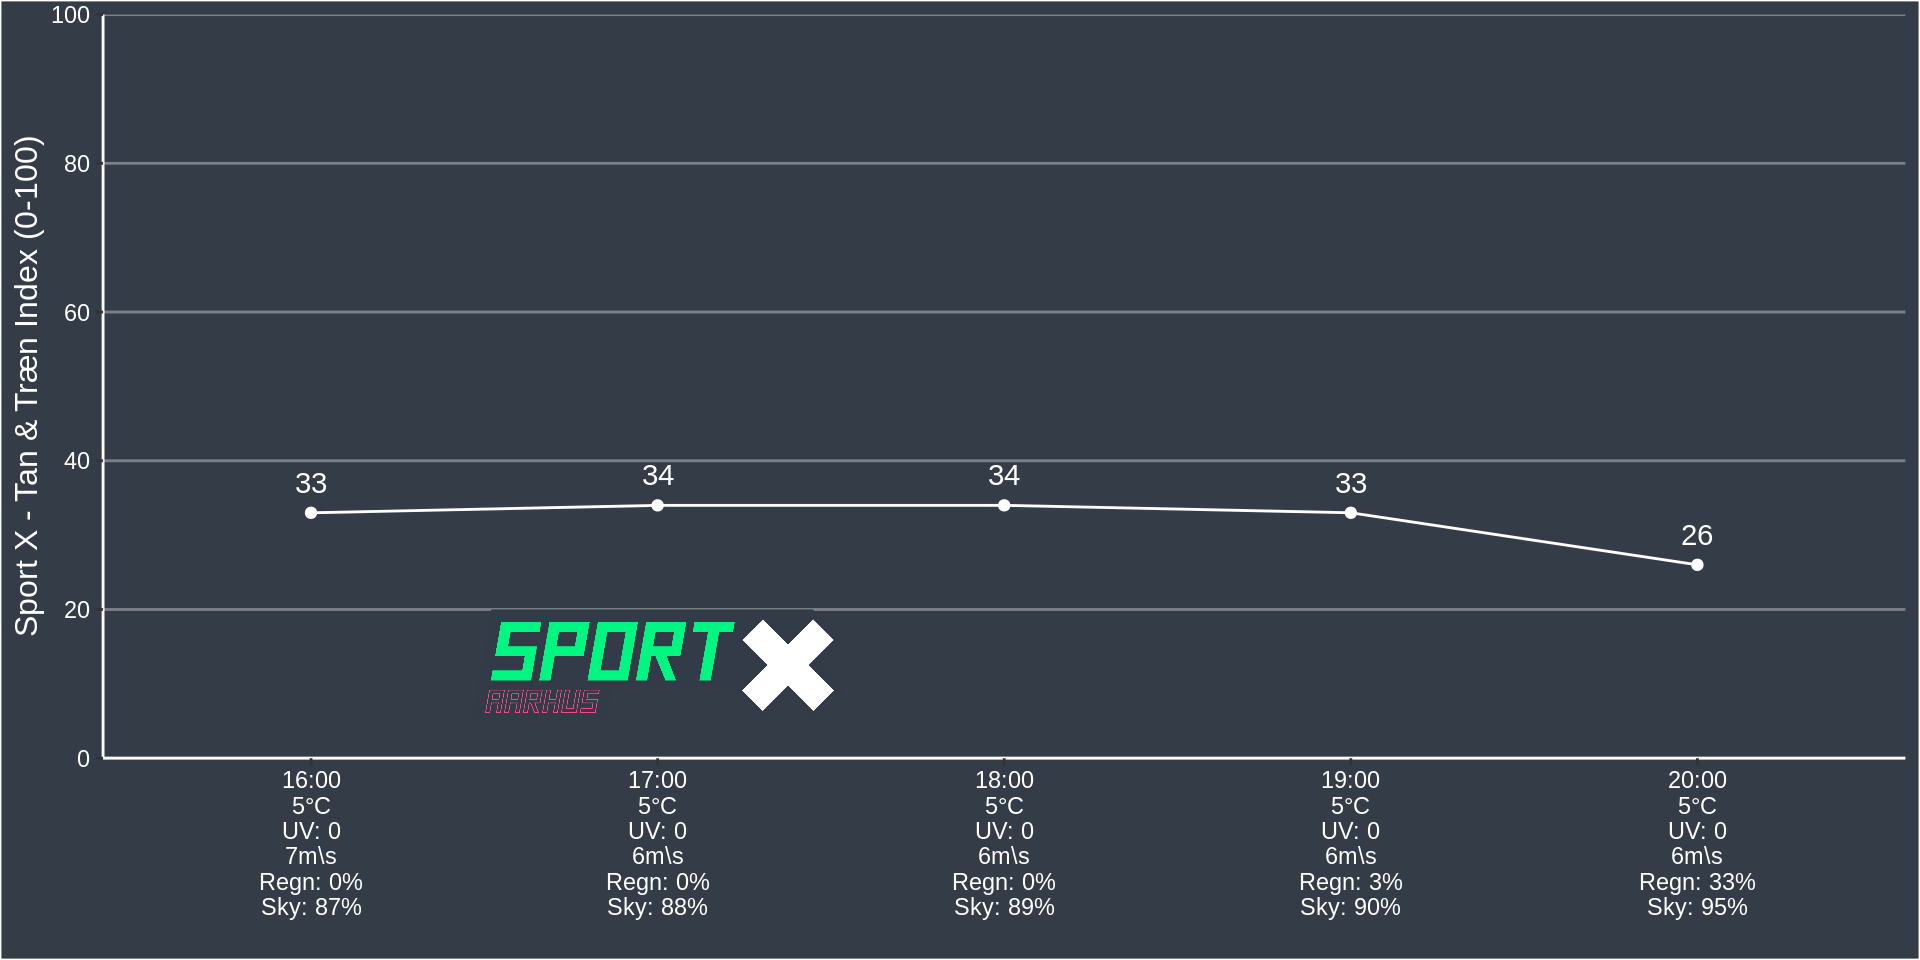 Sport X - Tan & Træn Index (0-100)
100
80
60
40
20
0
33
34
34
33
26
SPORT X
AARHUS
16:00
5°C
UV: 0
7m\s
Regn: 0%
Sky: 87%
17:00
5°C
UV: 0
6m\s
Regn: 0%
Sky: 88%
18:00
5°C
UV: 0
6m\s
Regn: 0%
Sky: 89%
19:00
5°C
UV: 0
6m\s
Regn: 3%
Sky: 90%
20:00
5°C
UV: 0
6m\s
Regn: 33%
Sky: 95%